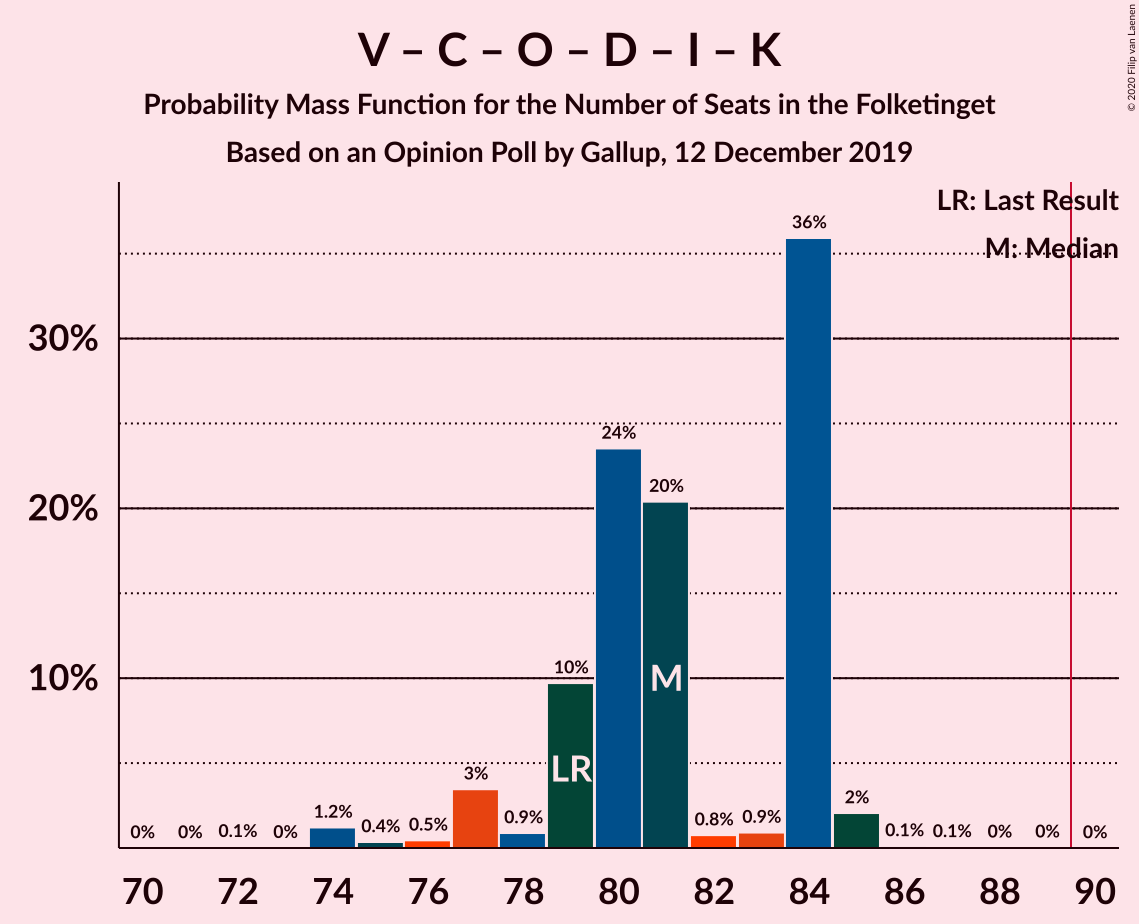 V – C – O – D – I – K
Probability Mass Function for the Number of Seats in the Folketinget
Based on an Opinion Poll by Gallup, 12 December 2019
© 2020 Filip van Laenen
LR: Last Result
M: Median
36%
30%
24%
20%
20%
10%
10%
M
LR
3%
2%
1.2%
0.9%
0.8%
0.9%
0% 0% 0.1% 0% 0.4% 0.5% 0.1% 0.1% 0% 0% 0%
70 72 74 76 78 80 82 84 86 88 90